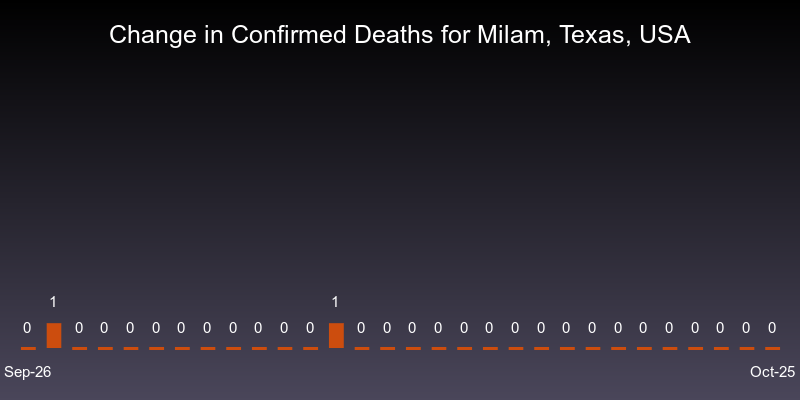 Change in Confirmed Deaths for Milam, Texas, USA
1 1
0 0 0 0 0 0 0 0 0 0 0 0 0 0 0 0 0 0 0 0 0 0 0 0 0 0 0 0
Sep-26 Oct-25